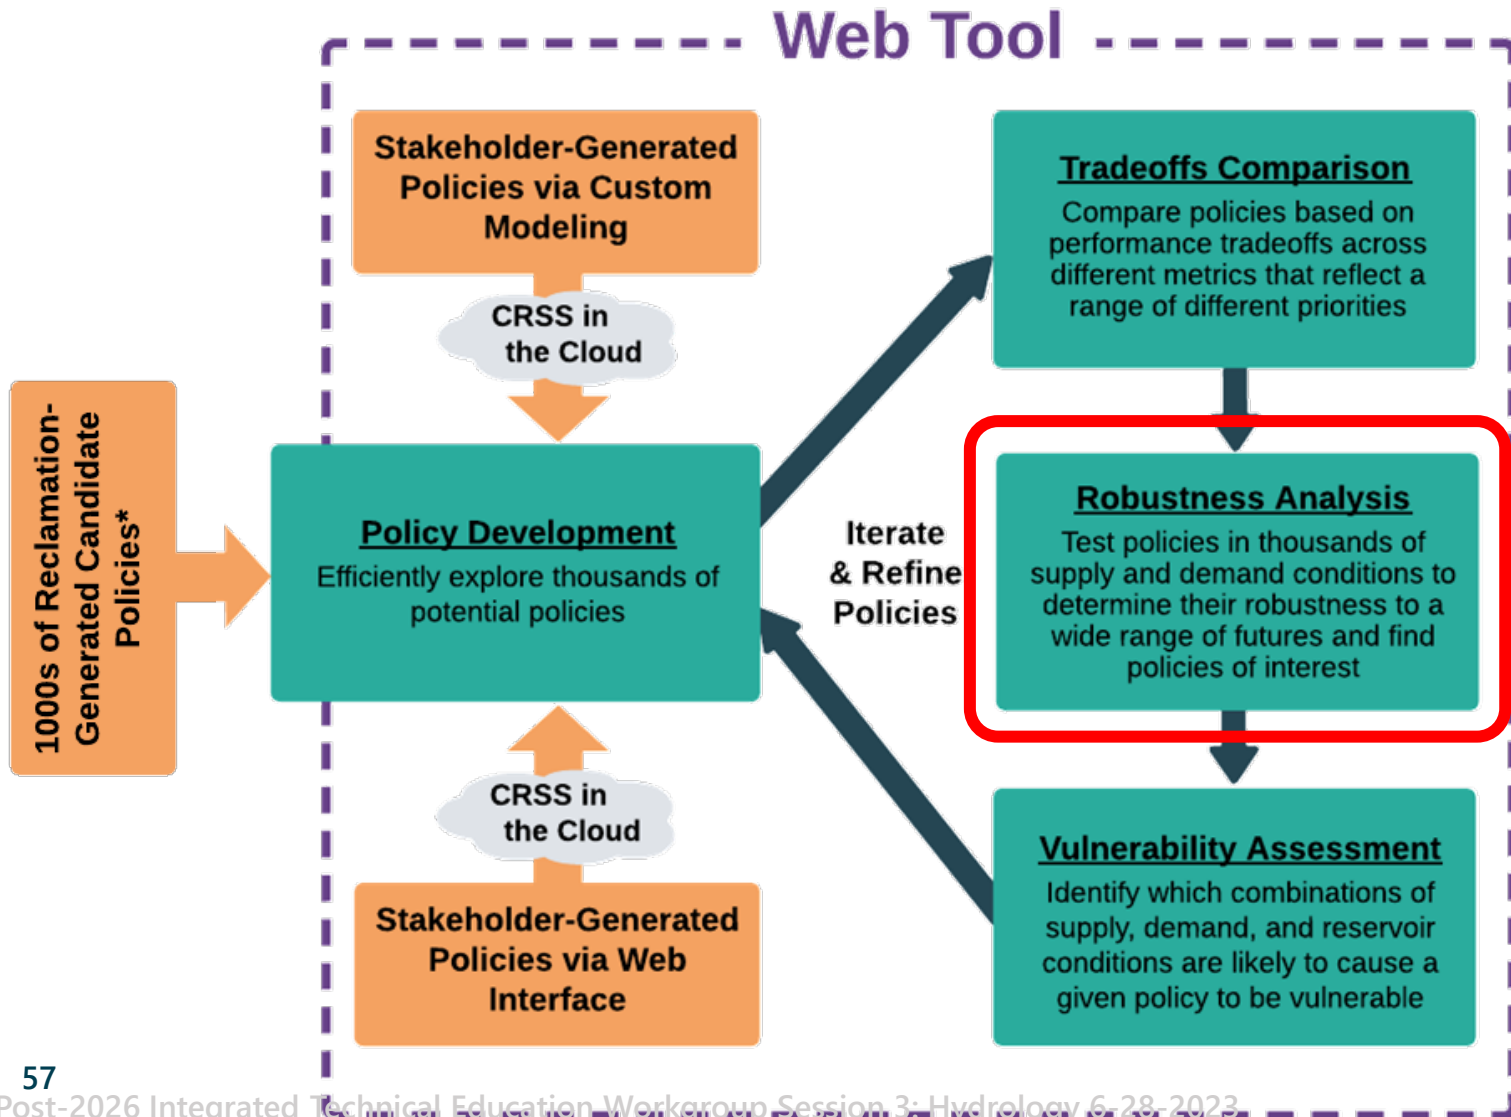 Web Tool
Stakeholder-Generated
Policies via Custom
Modeling
CRSS in
the Cloud
1000s of Reclamation-
Generated Candidate
Policies*
Policy Development
Efficiently explore thousands of
potential policies
CRSS in
the Cloud
Stakeholder-Generated
Policies via Web
Interface
Iterate
& Refine
Policies
Tradeoffs Comparison
Compare policies based on
performance tradeoffs across
different metrics that reflect a
range of different priorities
Robustness Analysis
Test policies in thousands of
supply and demand conditions to
determine their robustness to a
wide range of futures and find
policies of interest
Vulnerability Assessment
Identify which combinations of
supply, demand, and reservoir
conditions are likely to cause a
given policy to be vulnerable
57
Post-2026 Integrated Technical Education Workgroup Session 3: Hydrology 6-28-2023